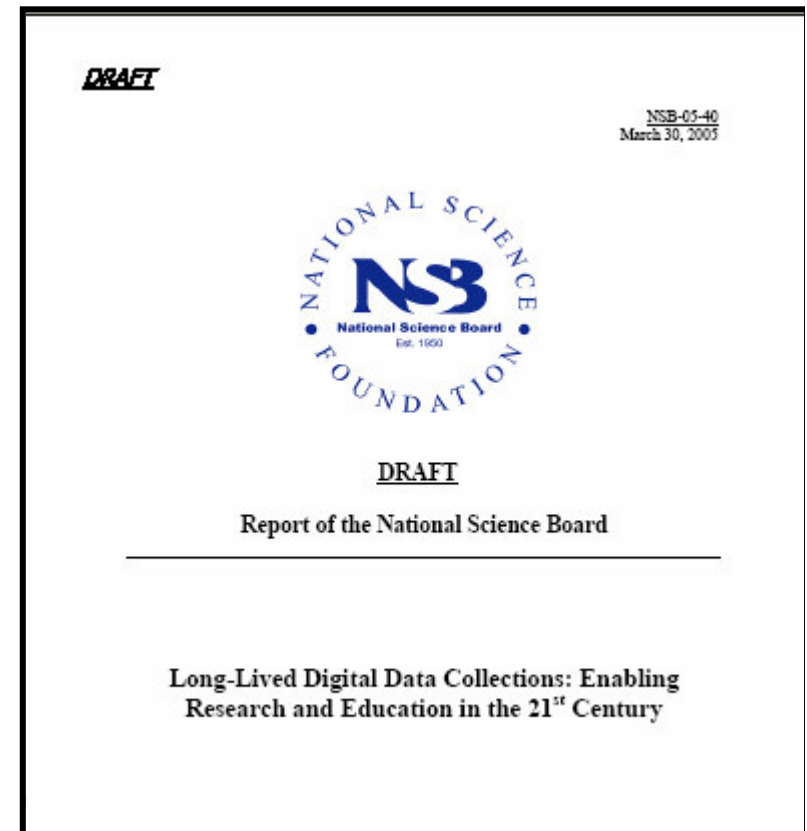 DRAFT
NSB-05-40
March 30, 2005
NATIONAL SCIENCE
NSB
National Science Board
Est. 1950
FOUNDATION
DRAFT
Report of the National Science Board
Long-Lived Digital Data Collections: Enabling
Research and Education in the 21st Century